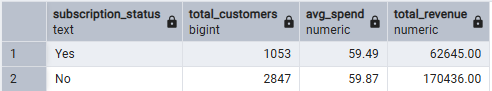 subscription_status total_customers avg_spend total_revenue
text bigint numeric numeric
1 Yes 1053 59.49 62645.00
2 No 2847 59.87 170436.00